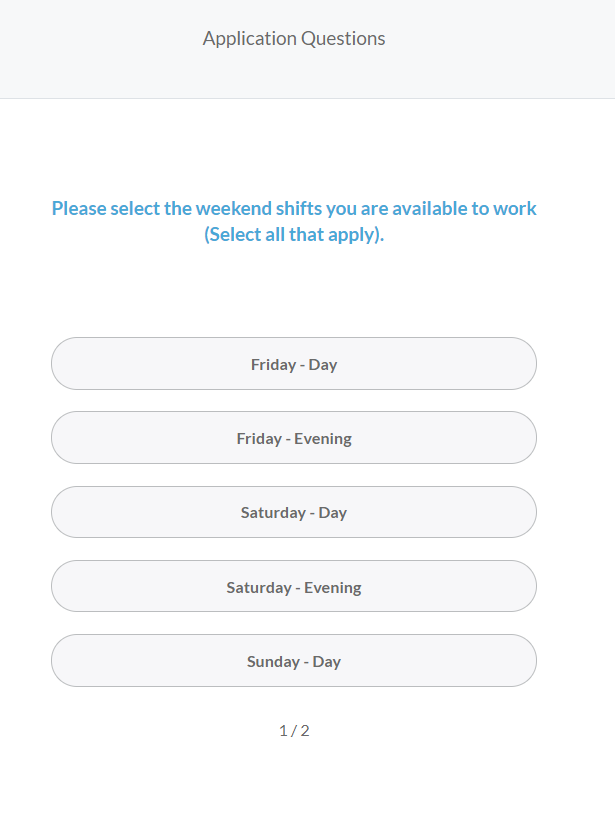 Application Questions
Please select the weekend shifts you are available to work
(Select all that apply).
Friday - Day
Friday - Evening
Saturday - Day
Saturday - Evening
Sunday - Day
1 / 2